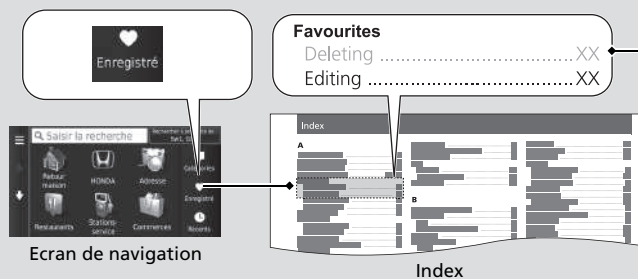 Enregistré
Favourites
Deleting ........................................ XX
Editing ........................................ XX
Saisir la recherche
Retour maison
HONDA
Adresse
Catégories
Enregistré
Restaurants
Stations-service
Commerces
Récents
Ecran de navigation
Index
A
B
Index